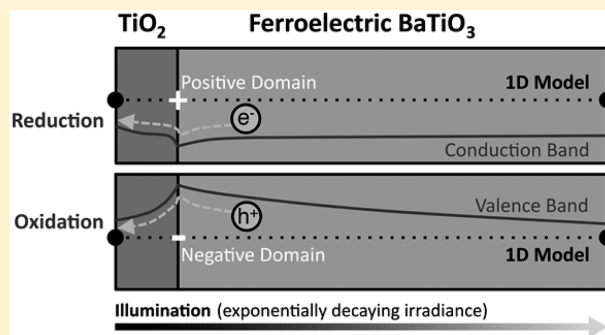 TiO₂ Ferroelectric BaTiO₃
Positive Domain 1D Model
Reduction e⁻
Conduction Band
Oxidation h⁺ Valence Band
Negative Domain 1D Model
Illumination (exponentially decaying irradiance)